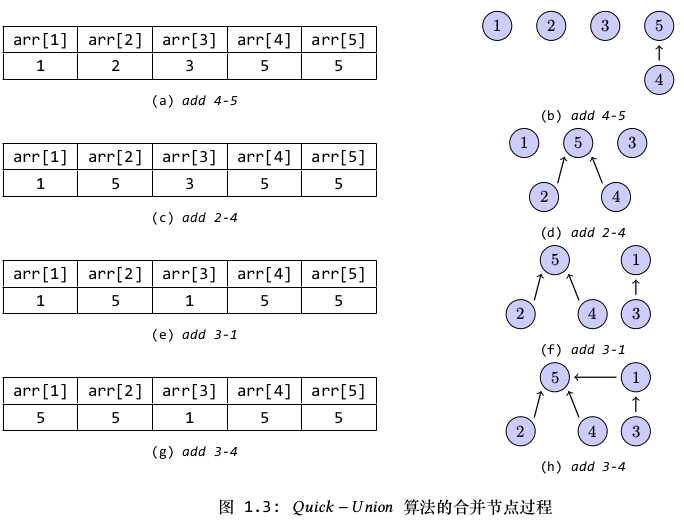 arr[1] arr[2] arr[3] arr[4] arr[5]
1 2 3 5 5
(a) add 4-5
1 2 3 5
4
(b) add 4-5
arr[1] arr[2] arr[3] arr[4] arr[5]
1 5 3 5 5
(c) add 2-4
1 5 3
2 4
(d) add 2-4
arr[1] arr[2] arr[3] arr[4] arr[5]
1 5 1 5 5
(e) add 3-1
5 1
2 4 3
(f) add 3-1
arr[1] arr[2] arr[3] arr[4] arr[5]
5 5 1 5 5
(g) add 3-4
5 1
2 4 3
(h) add 3-4
图 1.3: Quick−Union 算法的合并节点过程